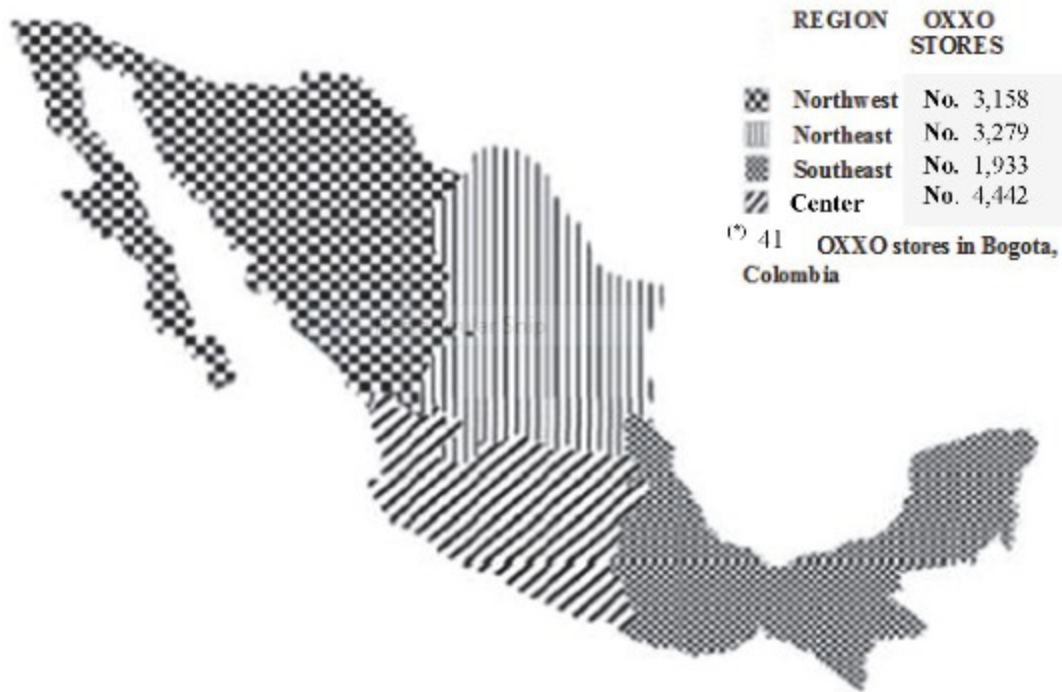 REGION OXXO
STORES
Northwest No. 3,158
Northeast No. 3,279
Southeast No. 1,933
Center No. 4,442
(*) 41 OXXO stores in Bogota,
Colombia